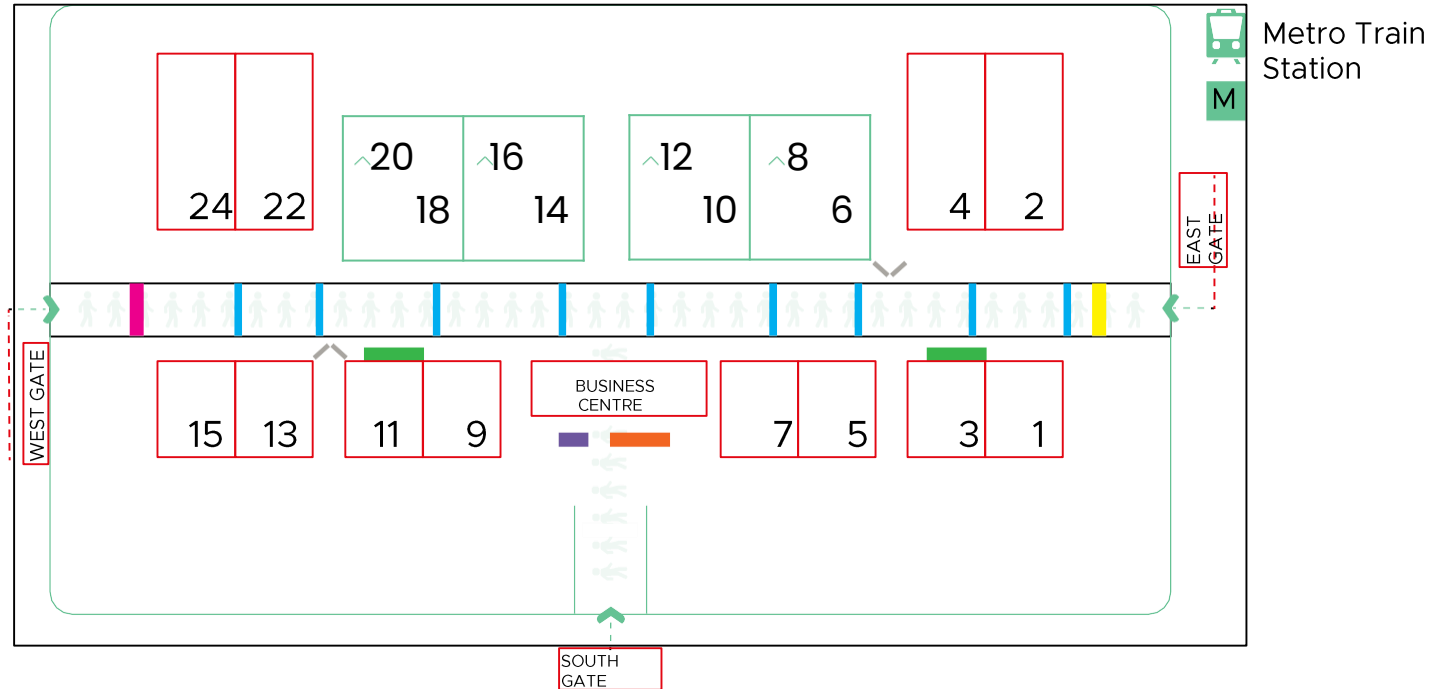 Metro Train
Station
M
20
16
12
8
24
22
18
14
10
6
4
2
EAST
GATE
WEST GATE
BUSINESS
CENTRE
15
13
11
9
7
5
3
1
SOUTH
GATE